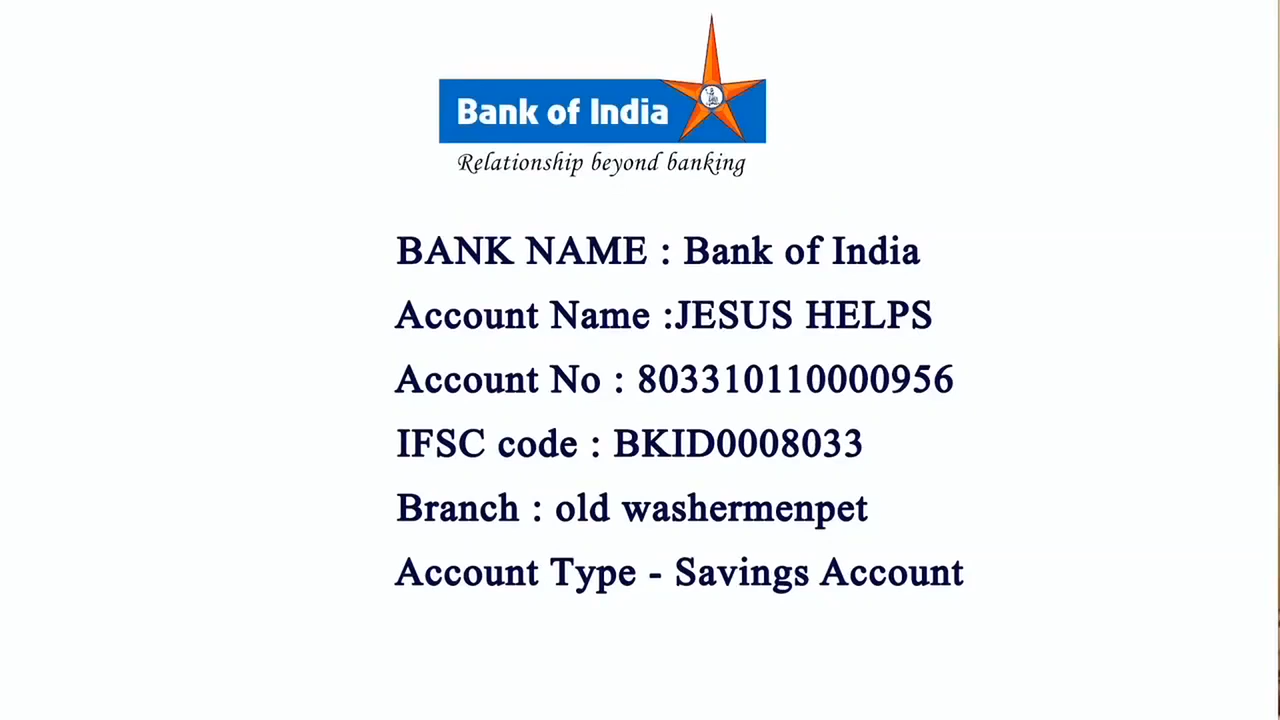 Bank of India
Relationship beyond banking
BANK NAME : Bank of India
Account Name :JESUS HELPS
Account No : 803310110000956
IFSC code : BKID0008033
Branch : old washermenpet
Account Type - Savings Account